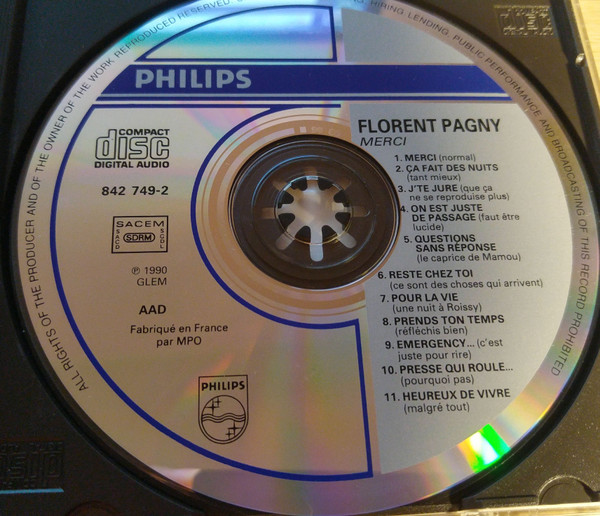 ALL RIGHTS OF THE PRODUCER AND OF THE OWNER OF THE WORK REPRODUCED RESERVED HIRING, LENDING, PUBLIC PERFORMANCE AND BROADCASTING OF THIS RECORD PROHIBITED
PHILIPS
COMPACT
disc
DIGITAL AUDIO
842 749-2
SACEM
SACD
SDRM
SCDL
℗ 1990
GLEM
AAD
Fabriqué en France
par MPO
PHILIPS
FLORENT PAGNY
MERCI
1. MERCI (normal)
2. ÇA FAIT DES NUITS
(tant mieux)
3. J'TE JURE (que ça
ne se reproduise plus)
4. ON EST JUSTE
DE PASSAGE (faut être
lucide)
5. QUESTIONS
SANS RÉPONSE
(le caprice de Mamou)
6. RESTE CHEZ TOI
(ce sont des choses qui arrivent)
7. POUR LA VIE
(une nuit à Roissy)
8. PRENDS TON TEMPS
(réfléchis bien)
9. EMERGENCY... (c'est
juste pour rire)
10. PRESSE QUI ROULE...
(pourquoi pas)
11. HEUREUX DE VIVRE
(malgré tout)